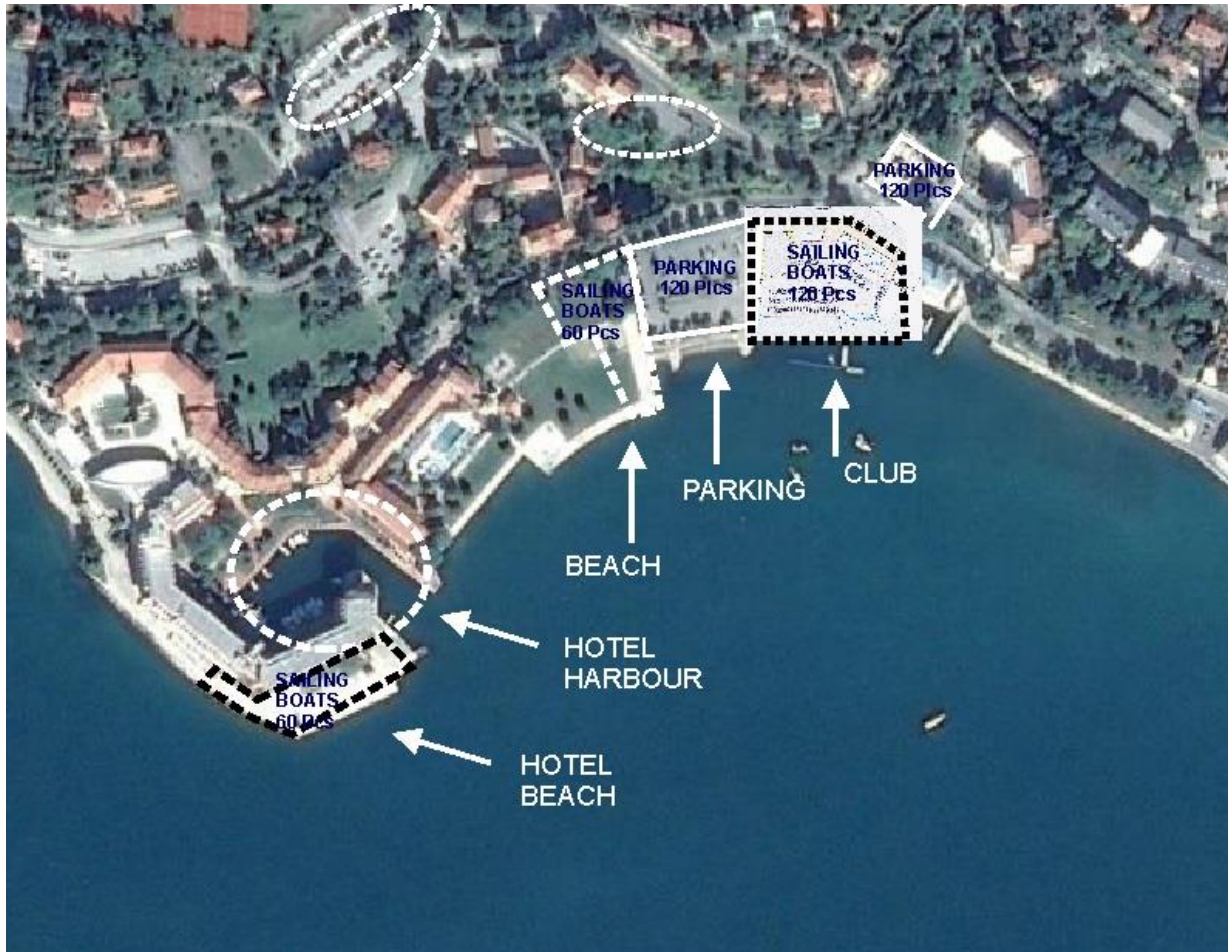 PARKING
120 Plcs
SAILING
BOATS
120 Pcs
PARKING
120 Plcs
SAILING
BOATS
60 Pcs
CLUB
PARKING
BEACH
HOTEL
HARBOUR
SAILING
BOATS
60 Pcs
HOTEL
BEACH